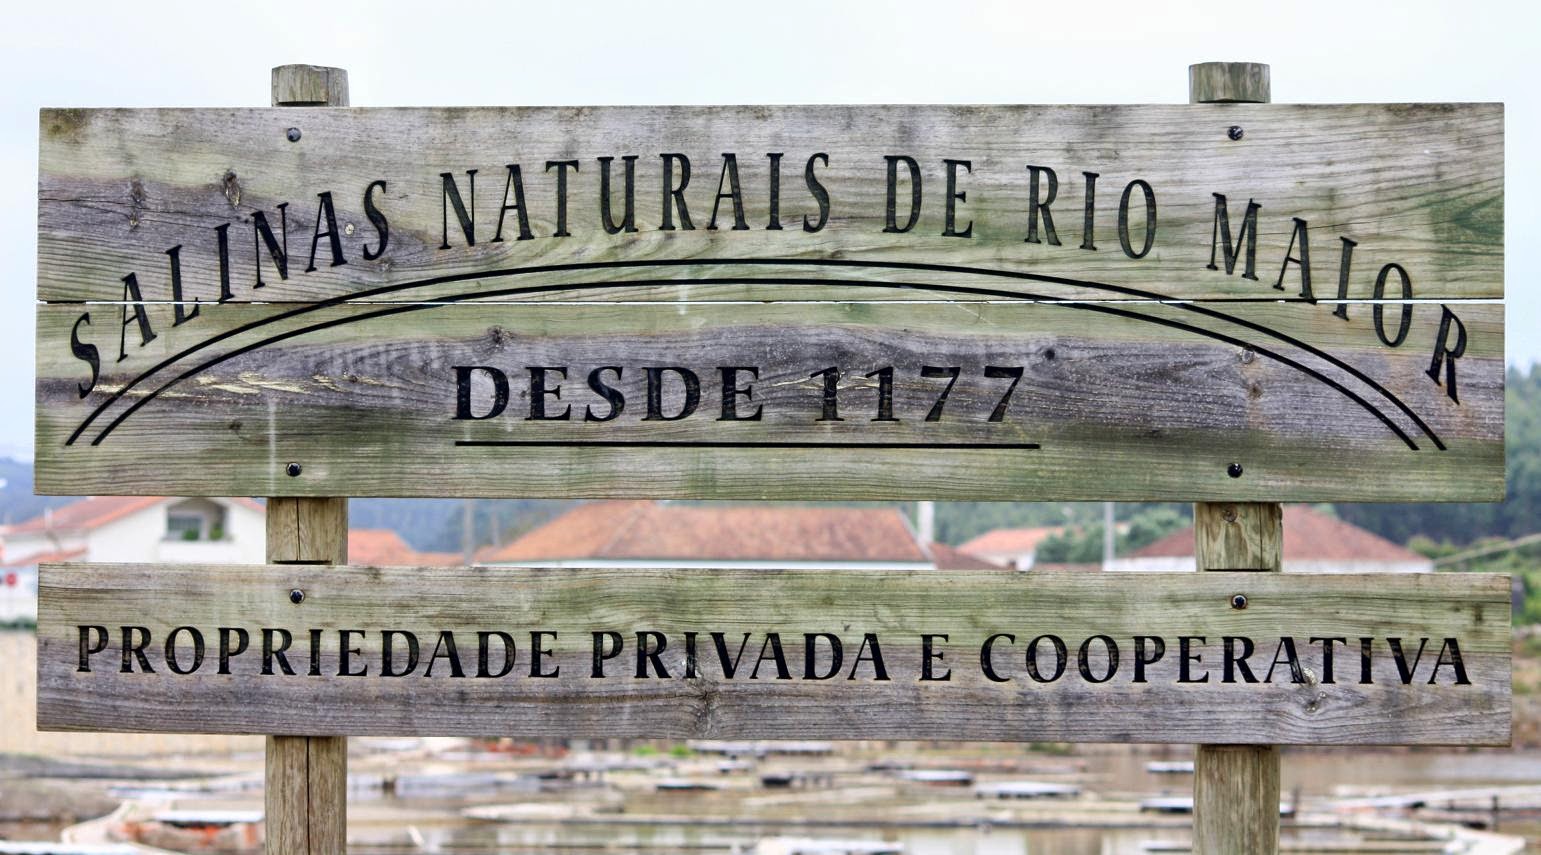 SALINAS NATURAIS DE RIO MAIOR
DESDE 1177
PROPRIEDADE PRIVADA E COOPERATIVA